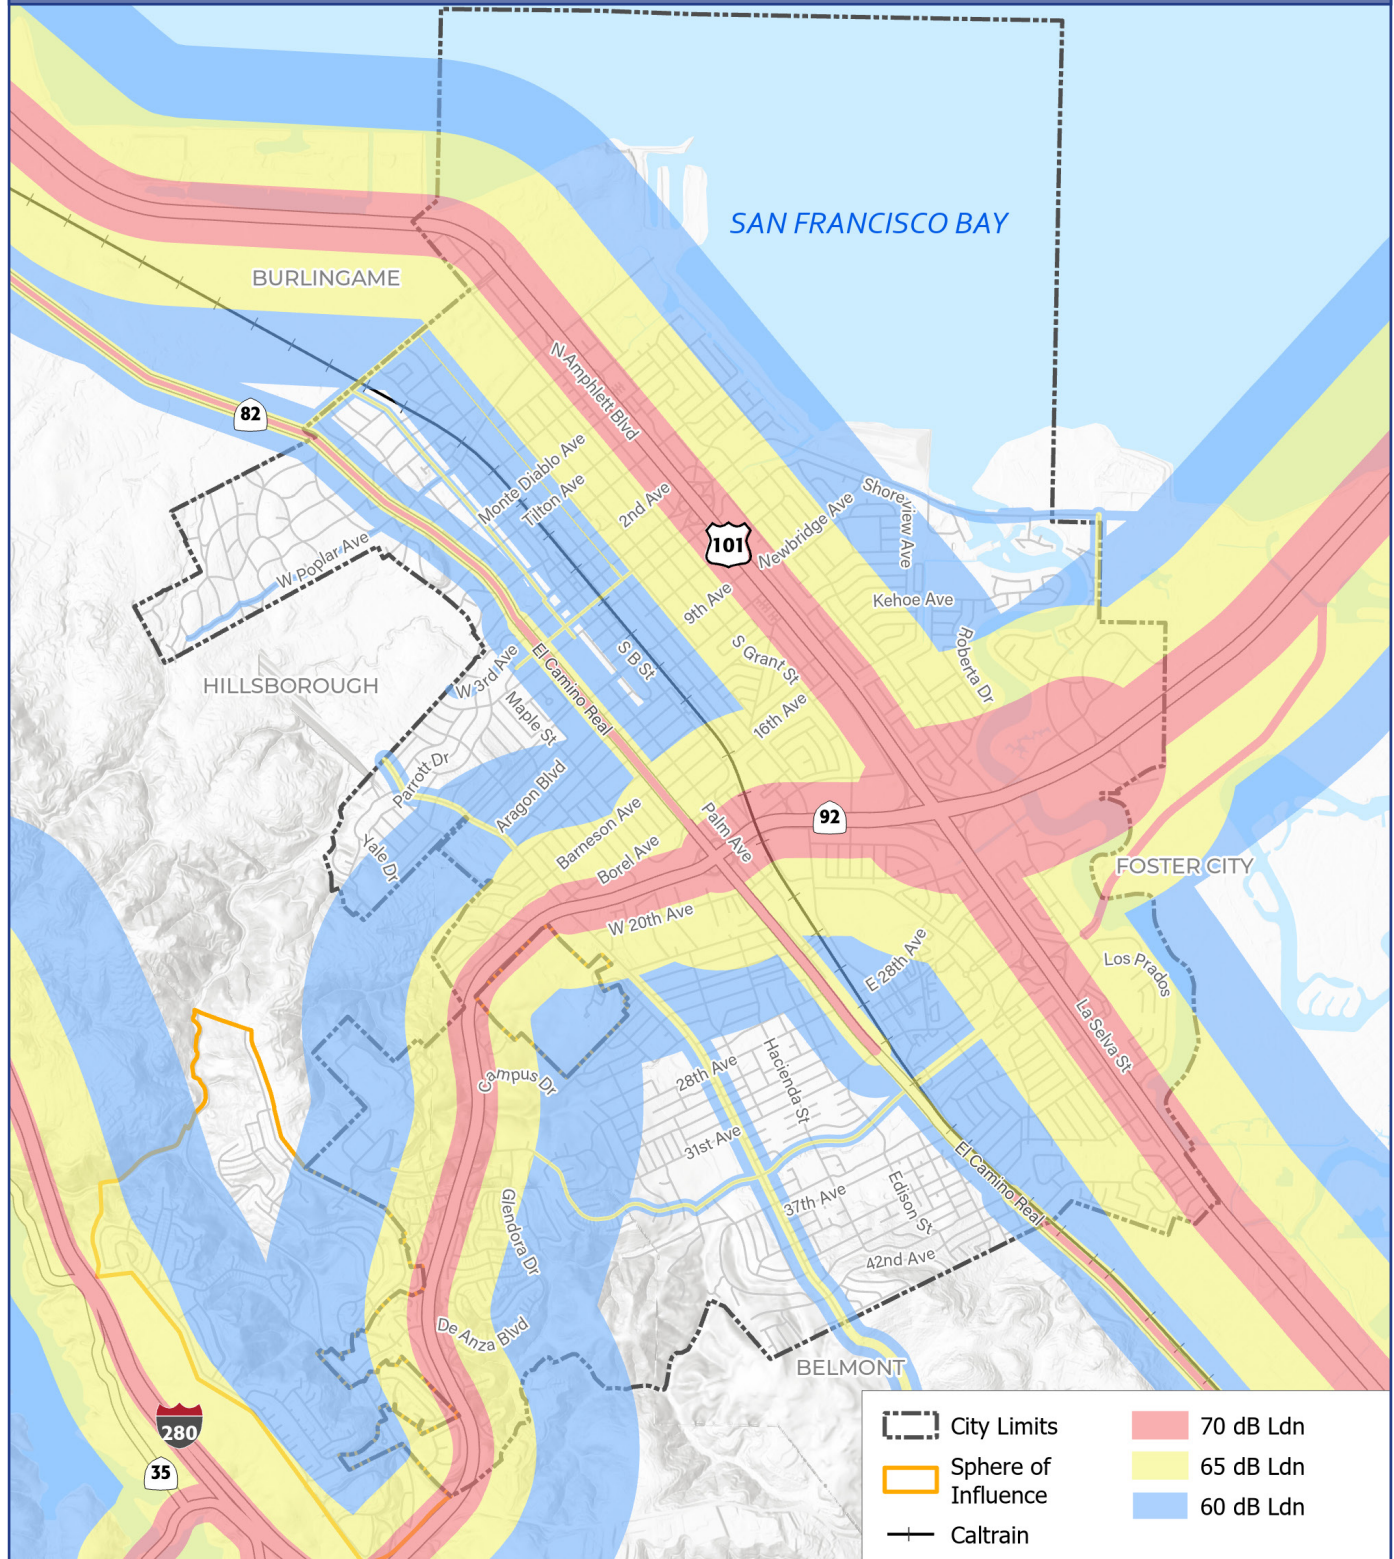 SAN FRANCISCO BAY
BURLINGAME
82
N Amphlett Blvd
Monte Diablo Ave
Tilton Ave
2nd Ave
101
Newbridge Ave
Shoreview Ave
W Poplar Ave
Kehoe Ave
9th Ave
S Grant St
Roberta Dr
HILLSBOROUGH
W 3rd Ave
El Camino Real
S B St
Maple St
16th Ave
Parrott Dr
Aragon Blvd
Palm Ave
92
Barneson Ave
Borel Ave
Yale Dr
FOSTER CITY
W 20th Ave
E 28th Ave
Los Prados
La Selva St
Campus Dr
28th Ave
Hacienda St
31st Ave
El Camino Real
37th Ave
Edison St
Glendora Dr
42nd Ave
De Anza Blvd
BELMONT
280
35
City Limits
Sphere of
Influence
Caltrain
70 dB Ldn
65 dB Ldn
60 dB Ldn